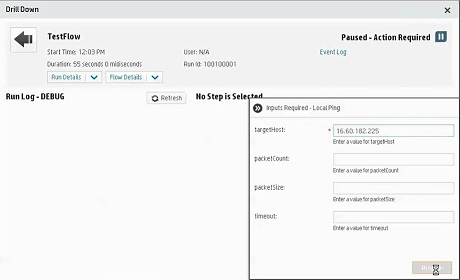 Drill Down
TestFlow
Paused - Action Required
Start Time: 12:03 PM
User: N/A
Event Log
Duration: 55 seconds 0 midiseconds
Run Id: 100100001
Run Details
Flow Details
Run Log - DEBUG
Refresh
No Step is Selected
Inputs Required - Local Ping
targetHost:
* 16.60.182.225
Enter a value for targetHost
packetCount:
Enter a value for packetCount
packetSize:
Enter a value for packetSize
timeout:
Enter a value for timeout